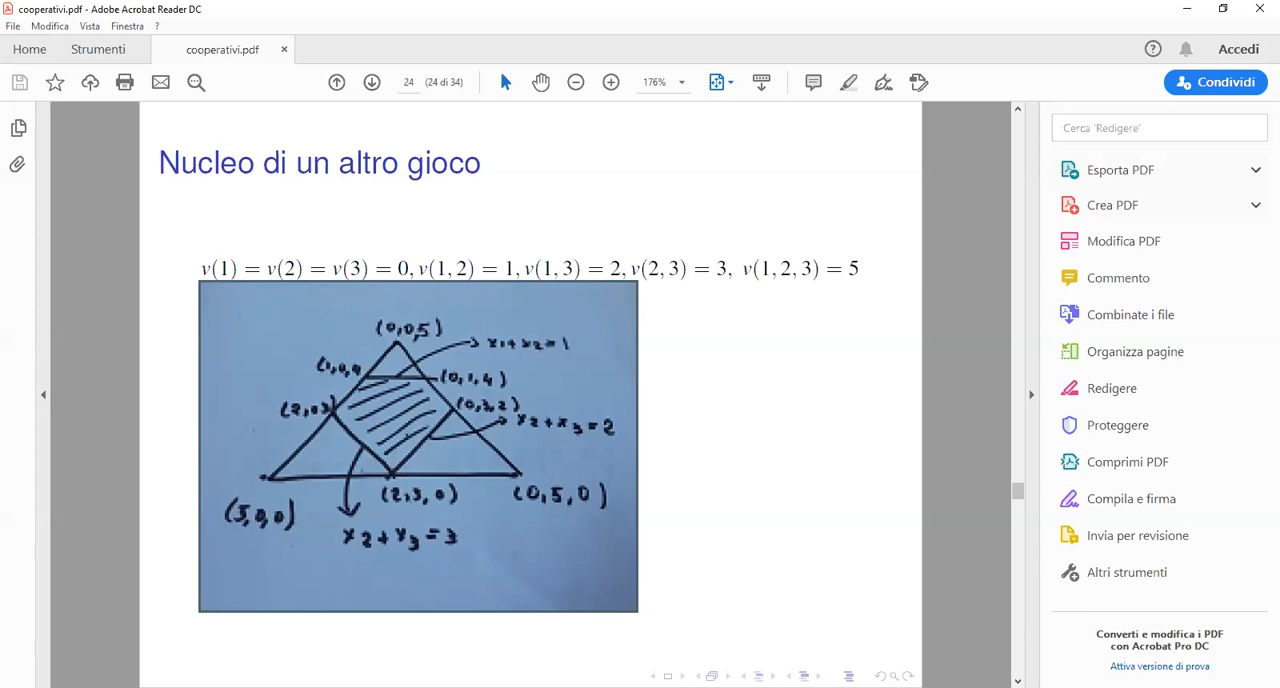 cooperativi.pdf - Adobe Acrobat Reader DC
File Modifica Vista Finestra ?
Home Strumenti cooperativi.pdf × Accedi
24 (24 di 34) 176% Condividi
Nucleo di un altro gioco
v(1) = v(2) = v(3) = 0, v(1,2) = 1, v(1,3) = 2, v(2,3) = 3, v(1,2,3) = 5
(0,0,5)
x1+x2=1
(0,1,4)
(0,3,2)
x2+x3=2
(2,3,0)
(0,5,0)
(5,0,0)
x2+x3=3
Cerca 'Redigere'
Esporta PDF
Crea PDF
Modifica PDF
Commento
Combinate i file
Organizza pagine
Redigere
Proteggere
Comprimi PDF
Compila e firma
Invia per revisione
Altri strumenti
Converti e modifica i PDF
con Acrobat Pro DC
Attiva versione di prova